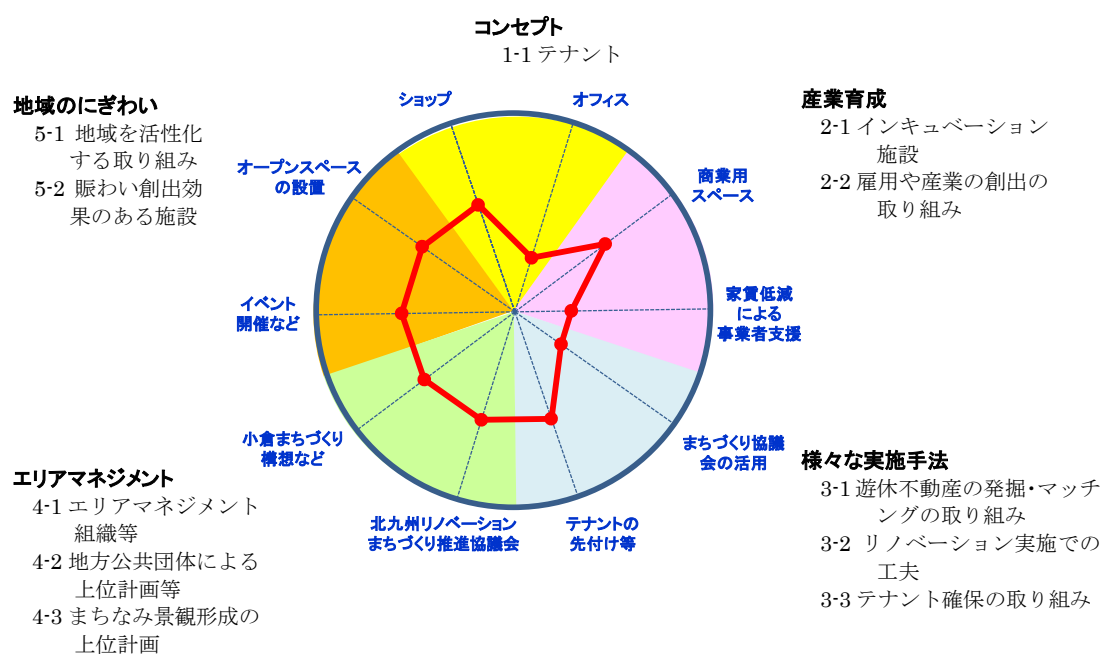 コンセプト
1-1 テナント
地域のにぎわい
5-1 地域を活性化
する取り組み
5-2 賑わい創出効
果のある施設
ショップ
オフィス
産業育成
2-1 インキュベーション
施設
2-2 雇用や産業の創出の
取り組み
オープンスペース
の設置
商業用
スペース
イベント
開催など
家賃低減
による
事業者支援
小倉まちづくり
構想など
まちづくり協議
会の活用
エリアマネジメント
4-1 エリアマネジメント
組織等
4-2 地方公共団体による
上位計画等
4-3 まちなみ景観形成の
上位計画
北九州リノベーション
まちづくり推進協議会
テナントの
先付け等
様々な実施手法
3-1 遊休不動産の発掘・マッチ
ングの取り組み
3-2 リノベーション実施での
工夫
3-3 テナント確保の取り組み